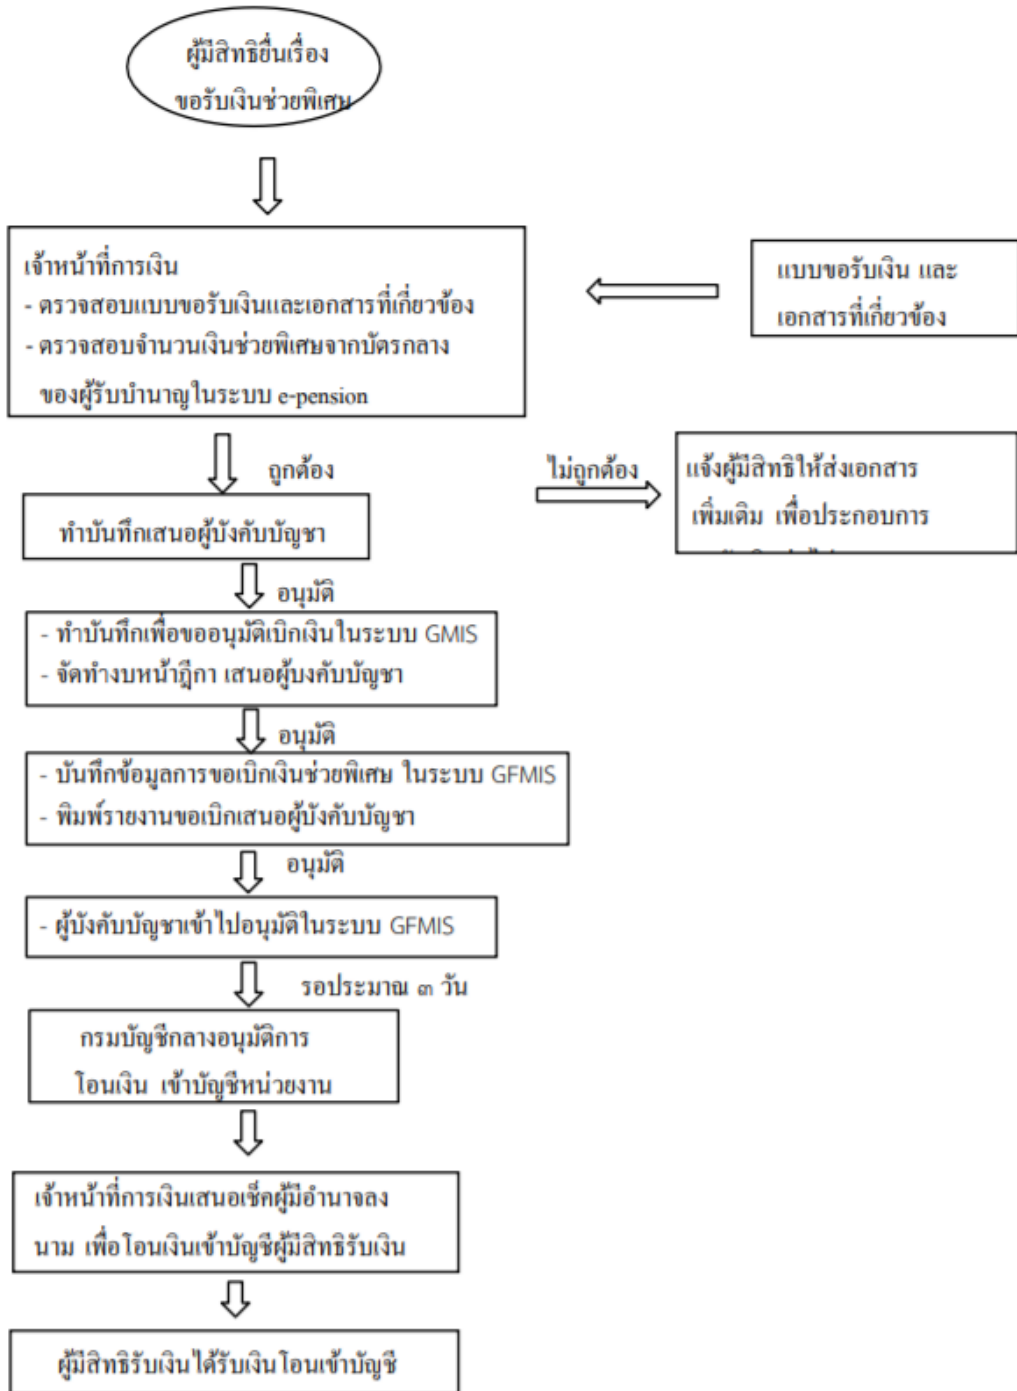 ผู้มีสิทธิยื่นเรื่อง
ขอรับเงินช่วยพิเศษ
เจ้าหน้าที่การเงิน
- ตรวจสอบแบบขอรับเงินและเอกสารที่เกี่ยวข้อง
- ตรวจสอบจำนวนเงินช่วยพิเศษจากบัตรกลาง
ของผู้รับบำนาญในระบบ e-pension
แบบขอรับเงิน และ
เอกสารที่เกี่ยวข้อง
ถูกต้อง
ไม่ถูกต้อง
แจ้งผู้มีสิทธิให้ส่งเอกสาร
เพิ่มเติม เพื่อประกอบการ
ทำบันทึกเสนอผู้บังคับบัญชา
อนุมัติ
- ทำบันทึกเพื่อขออนุมัติเบิกเงินในระบบ GMIS
- จัดทำงบหน้าฎีกา เสนอผู้บงคับบัญชา
อนุมัติ
- บันทึกข้อมูลการขอเบิกเงินช่วยพิเศษ ในระบบ GFMIS
- พิมพ์รายงานขอเบิกเสนอผู้บังคับบัญชา
อนุมัติ
- ผู้บังคับบัญชาเข้าไปอนุมัติในระบบ GFMIS
รอประมาณ ๓ วัน
กรมบัญชีกลางอนุมัติการ
โอนเงิน เข้าบัญชีหน่วยงาน
เจ้าหน้าที่การเงินเสนอเช็คผู้มีอำนาจลง
นาม เพื่อโอนเงินเข้าบัญชีผู้มีสิทธิรับเงิน
ผู้มีสิทธิรับเงินได้รับเงินโอนเข้าบัญชี